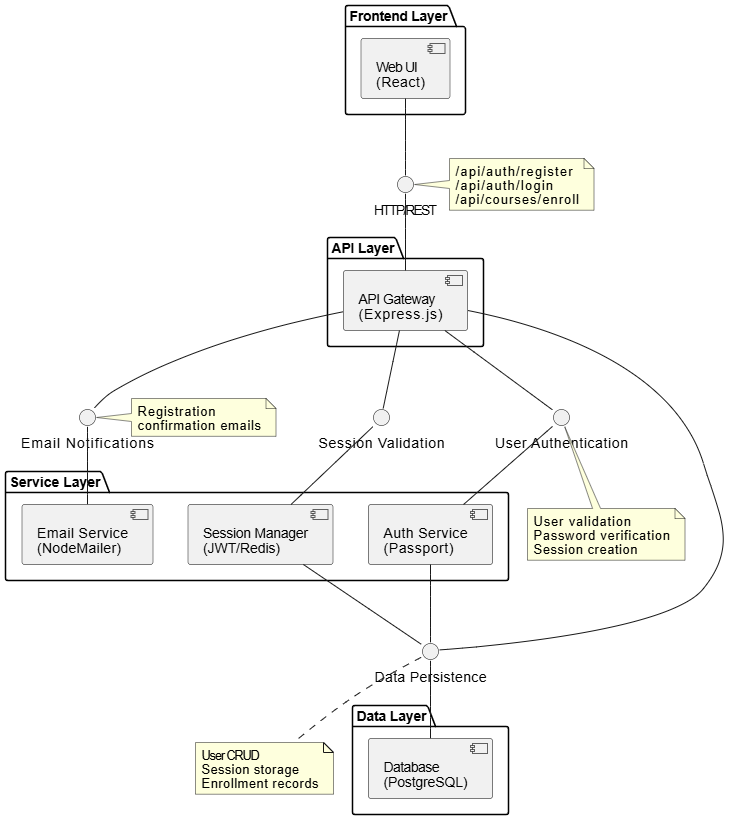 Frontend Layer
Web UI
(React)
/api/auth/register
/api/auth/login
/api/courses/enroll
HTTP/REST
API Layer
API Gateway
(Express.js)
Registration
confirmation emails
Email Notifications
Session Validation
User Authentication
Service Layer
Email Service
(NodeMailer)
Session Manager
(JWT/Redis)
Auth Service
(Passport)
User validation
Password verification
Session creation
Data Persistence
Data Layer
User CRUD
Session storage
Enrollment records
Database
(PostgreSQL)